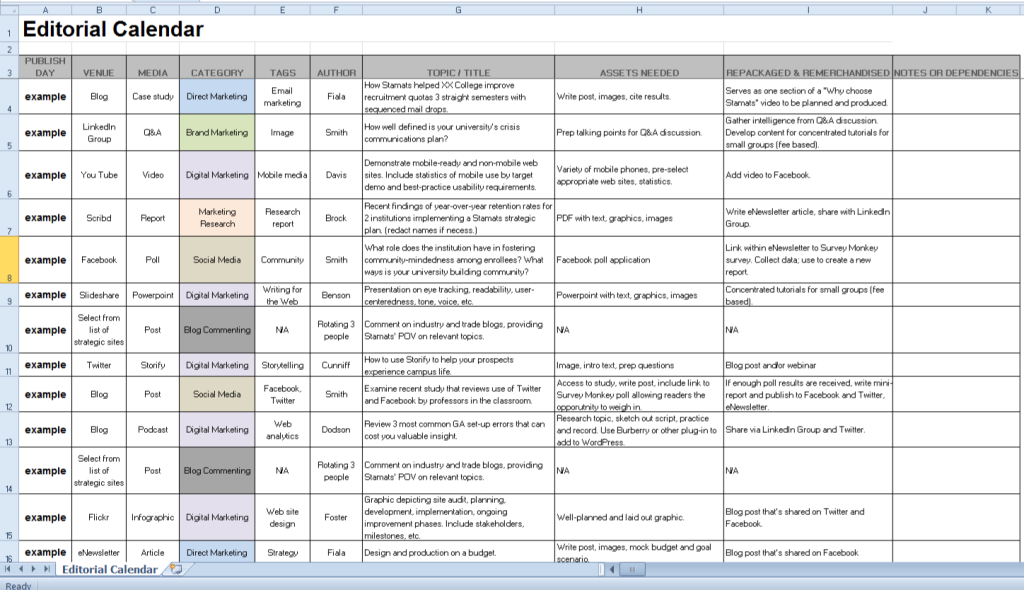 A B C D E F G H I J K
1 Editorial Calendar
2
3 PUBLISH DAY VENUE MEDIA CATEGORY TAGS AUTHOR TOPIC / TITLE ASSETS NEEDED REPACKAGED & REMERCHANDISED NOTES OR DEPENDENCIES
4 example Blog Case study Direct Marketing Email marketing Fiala How Stamats helped XX College improve recruitment quotas 3 straight semesters with sequenced mail drops. Write post, images, cite results. Serves as one section of a "Why choose Stamats" video to be planned and produced.
5 example LinkedIn Group Q&A Brand Marketing Image Smith How well defined is your university's crisis communications plan? Prep talking points for Q&A discussion. Gather intelligence from Q&A discussion. Develop content for concentrated tutorials for small groups (fee based).
6 example You Tube Video Digital Marketing Mobile media Davis Demonstrate mobile-ready and non-mobile web sites. Include statistics of mobile use by target demo and best-practice usability requirements. Variety of mobile phones, pre-select appropriate web sites, statistics. Add video to Facebook.
7 example Scribd Report Marketing Research Research report Brock Recent findings of year-over-year retention rates for 2 institutions implementing a Stamats strategic plan. (redact names if necess.) PDF with text, graphics, images Write eNewsletter article, share with LinkedIn Group.
8 example Facebook Poll Social Media Community Smith What role does the institution have in fostering community-mindedness among enrollees? What ways is your university building community? Facebook poll application Link within eNewsletter to Survey Monkey survey. Collect data; use to create a new report.
9 example Slideshare Powerpoint Digital Marketing Writing for the Web Benson Presentation on eye tracking, readability, user-centeredness, tone, voice, etc. Powerpoint with text, graphics, images Concentrated tutorials for small groups (fee based).
10 example Select from list of strategic sites Post Blog Commenting N/A Rotating 3 people Comment on industry and trade blogs, providing Stamats' POV on relevant topics. N/A N/A
11 example Twitter Storify Digital Marketing Storytelling Cunniff How to use Storify to help your prospects experience campus life. Image, intro text, prep questions Blog post and/or webinar
12 example Blog Post Social Media Facebook, Twitter Smith Examine recent study that reviews use of Twitter and Facebook by professors in the classroom. Access to study, write post, include link to Survey Monkey poll allowing readers the opporutnity to weigh in. If enough poll results are received, write mini-report and publish to Facebook and Twitter, eNewsletter.
13 example Blog Podcast Digital Marketing Web analytics Dodson Review 3 most common GA set-up errors that can cost you valuable insight. Research topic, sketch out script, practice and record. Use Burberry or other plug-in to add to WordPress. Share via LinkedIn Group and Twitter.
14 example Select from list of strategic sites Post Blog Commenting N/A Rotating 3 people Comment on industry and trade blogs, providing Stamats' POV on relevant topics. N/A N/A
15 example Flickr Infographic Digital Marketing Web site design Foster Graphic depicting site audit, planning, development, implementation, ongoing improvement phases. Include stakeholders, milestones, etc. Well-planned and laid out graphic. Blog post that's shared on Twitter and Facebook.
16 example eNewsletter Article Direct Marketing Strategy Fiala Design and production on a budget. Write post, images, mock budget and goal scenario. Blog post that's shared on Facebook
Editorial Calendar
Ready